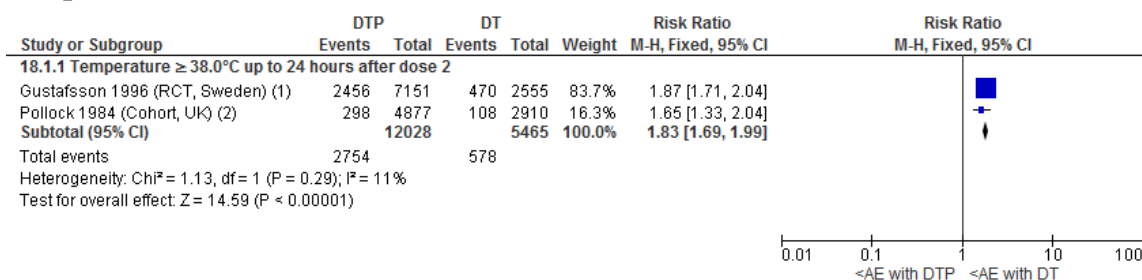 DTP DT Risk Ratio Risk Ratio
Study or Subgroup Events Total Events Total Weight M-H, Fixed, 95% CI M-H, Fixed, 95% CI
18.1.1 Temperature ≥ 38.0°C up to 24 hours after dose 2
Gustafsson 1996 (RCT, Sweden) (1) 2456 7151 470 2555 83.7% 1.87 [1.71, 2.04]
Pollock 1984 (Cohort, UK) (2) 298 4877 108 2910 16.3% 1.65 [1.33, 2.04]
Subtotal (95% CI) 12028 5465 100.0% 1.83 [1.69, 1.99]
Total events 2754 578
Heterogeneity: Chi² = 1.13, df = 1 (P = 0.29); I² = 11%
Test for overall effect: Z = 14.59 (P < 0.00001)
0.01 0.1 1 10 100
<AE with DTP <AE with DT